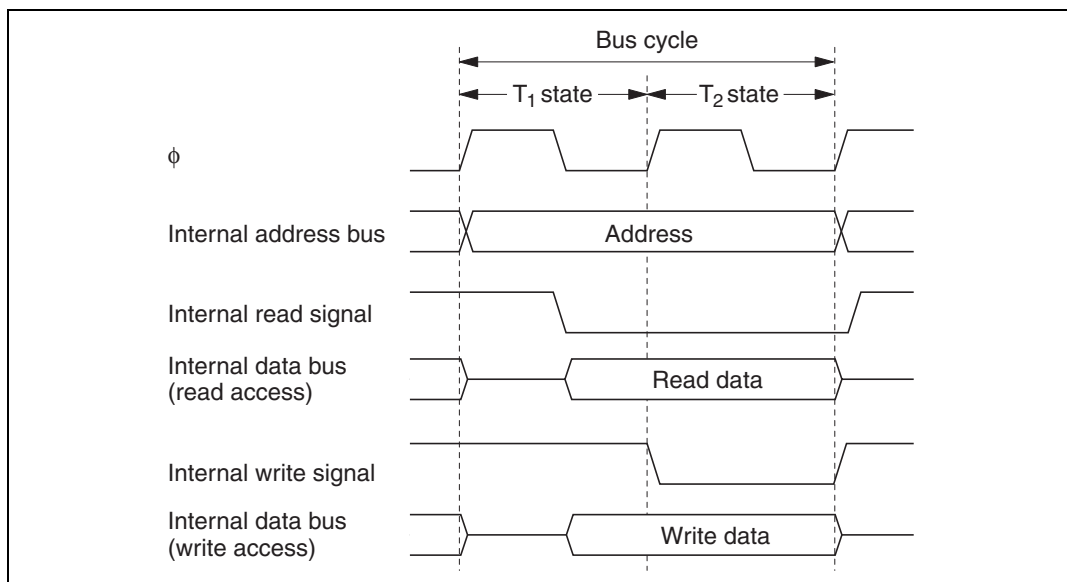 Bus cycle
T₁ state T₂ state
ϕ
Internal address bus Address
Internal read signal
Internal data bus
(read access) Read data
Internal write signal
Internal data bus
(write access) Write data